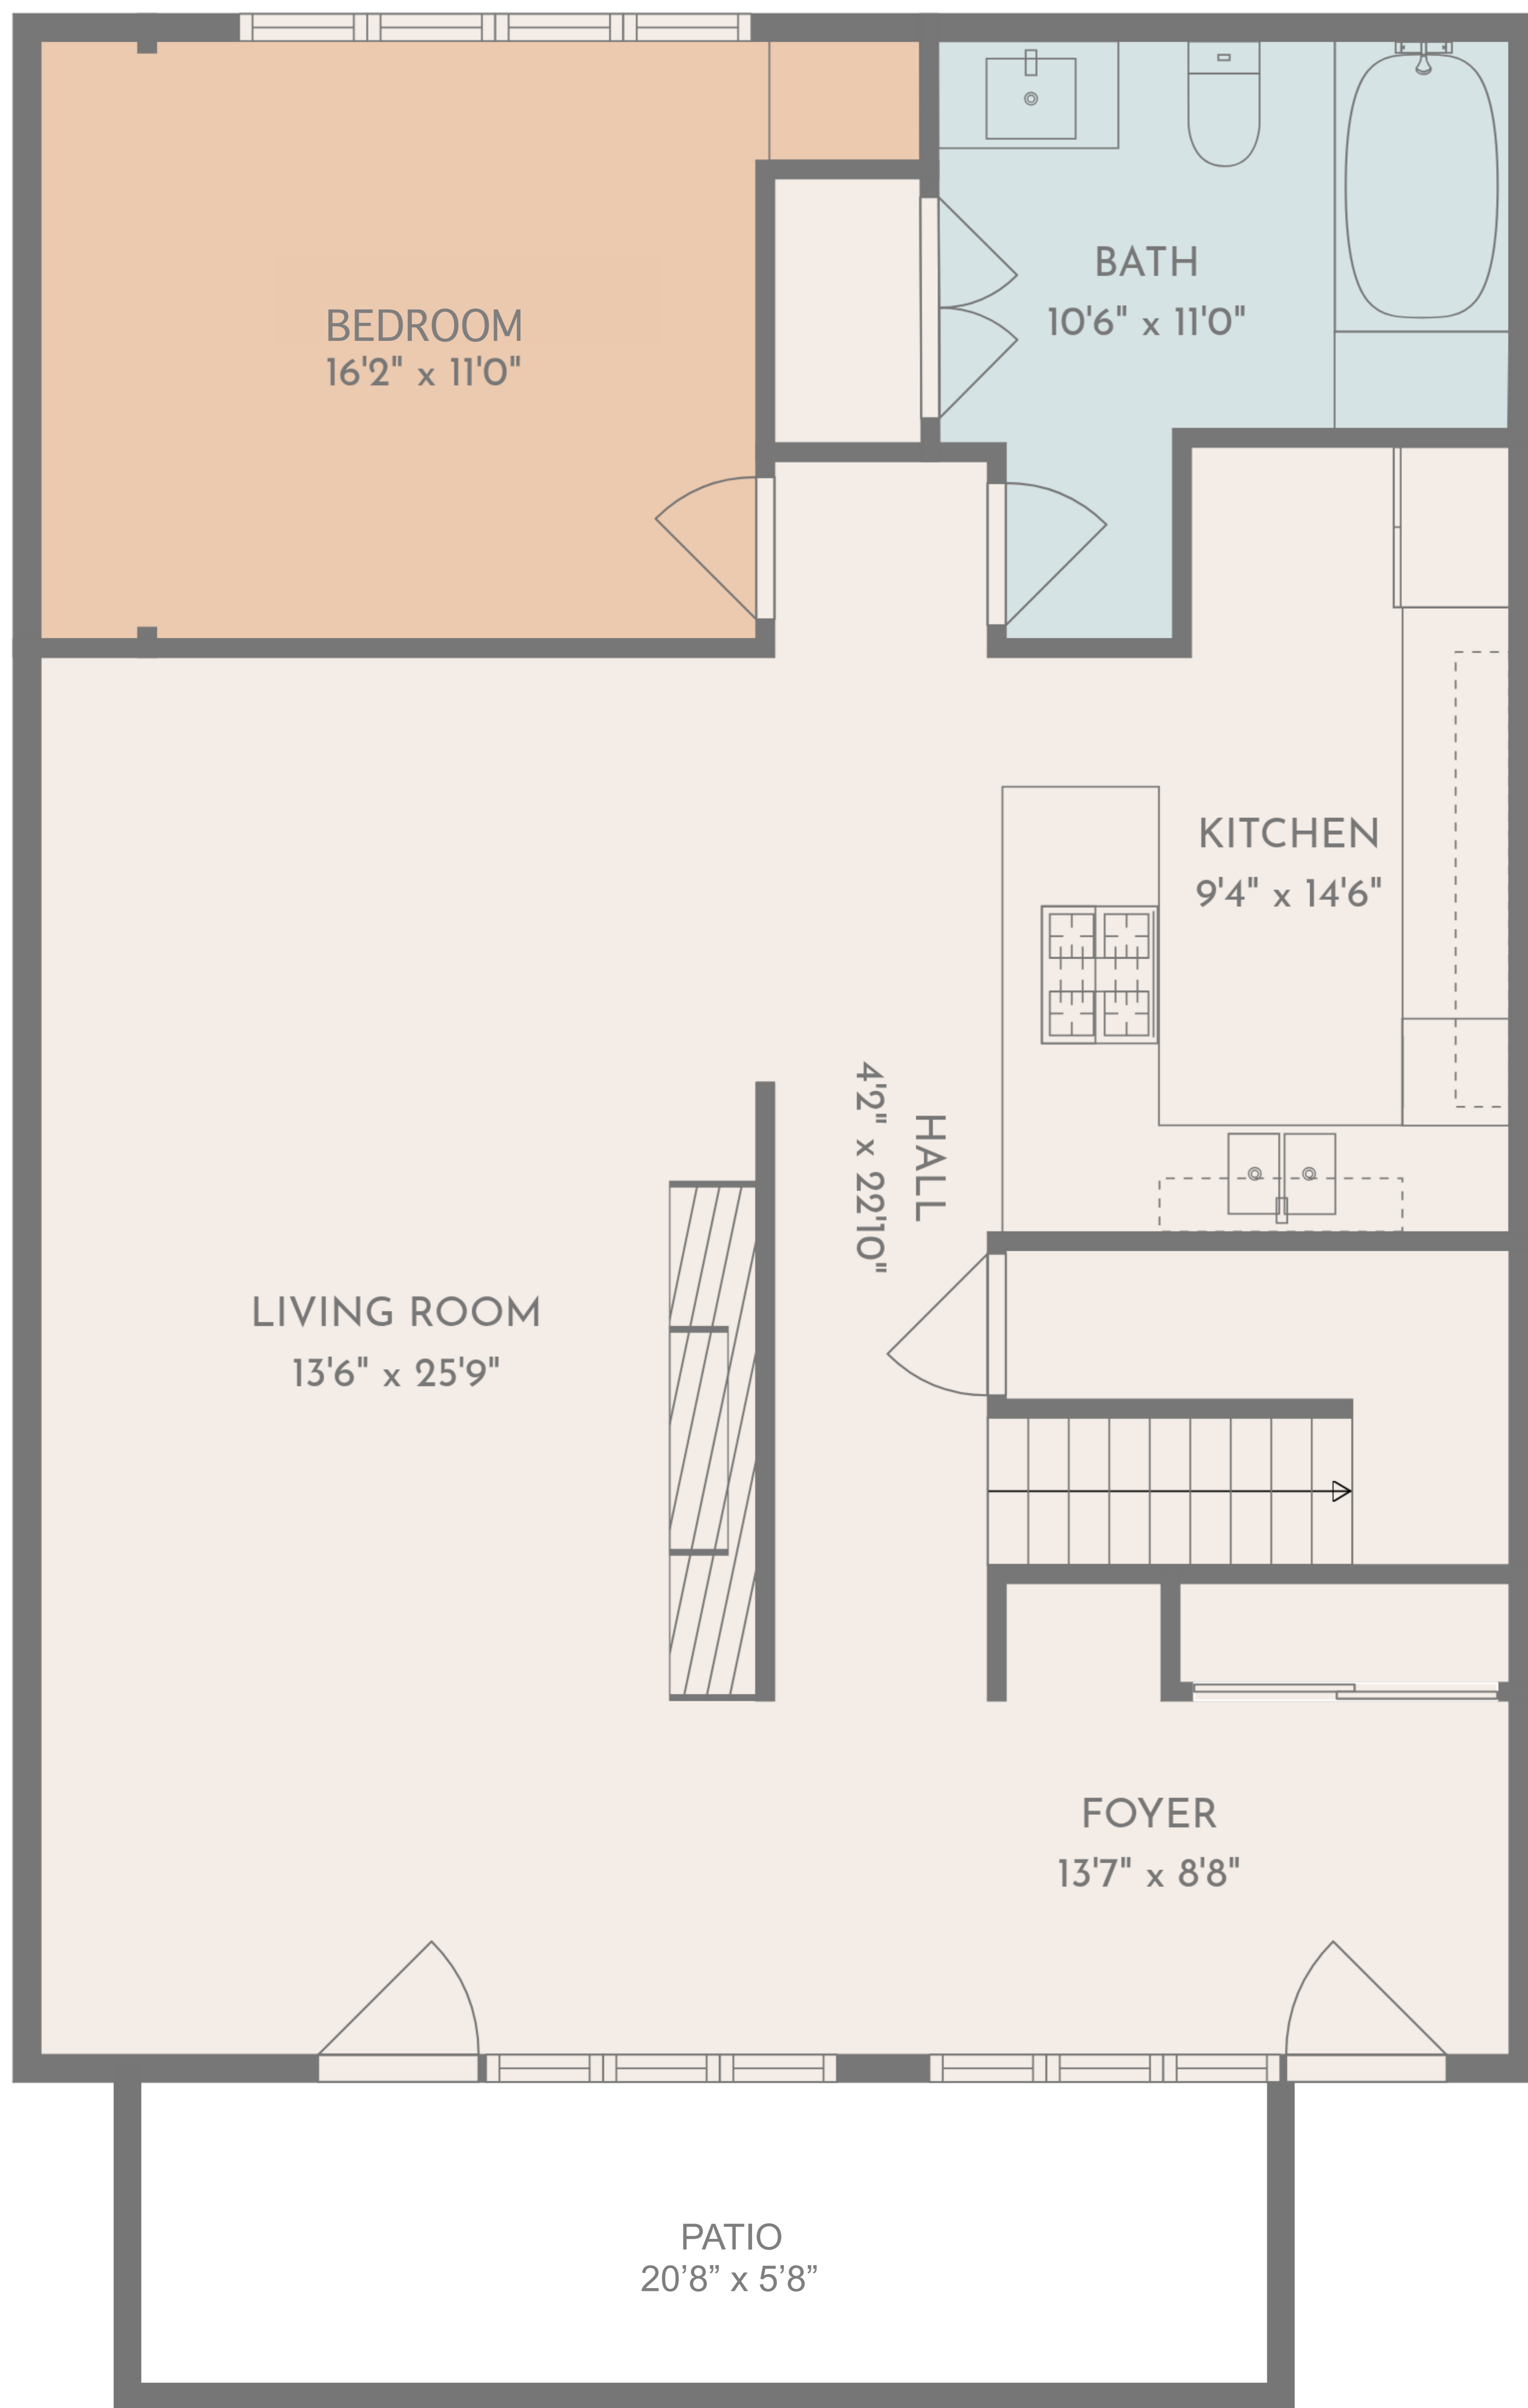 BEDROOM
16'2" x 11'0"
BATH
10'6" x 11'0"
KITCHEN
9'4" x 14'6"
HALL
4'2" x 22'10"
LIVING ROOM
13'6" x 25'9"
FOYER
13'7" x 8'8"
PATIO
20’8” x 5’8”